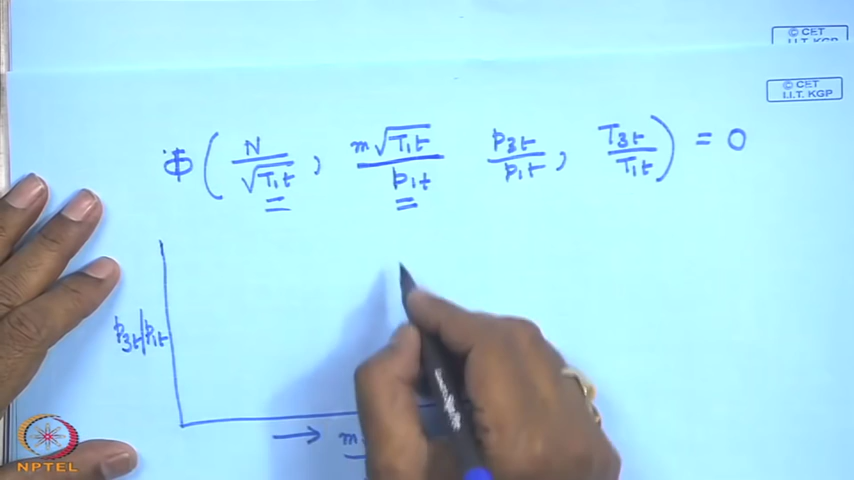 © CET
I.I.T. KGP
© CET
I.I.T. KGP
Φ ( N/√T₁t , m√T₁t/p₁t p₃t/p₁t , T₃t/T₁t ) = 0
p₃t/p₁t
→ m
NPTEL